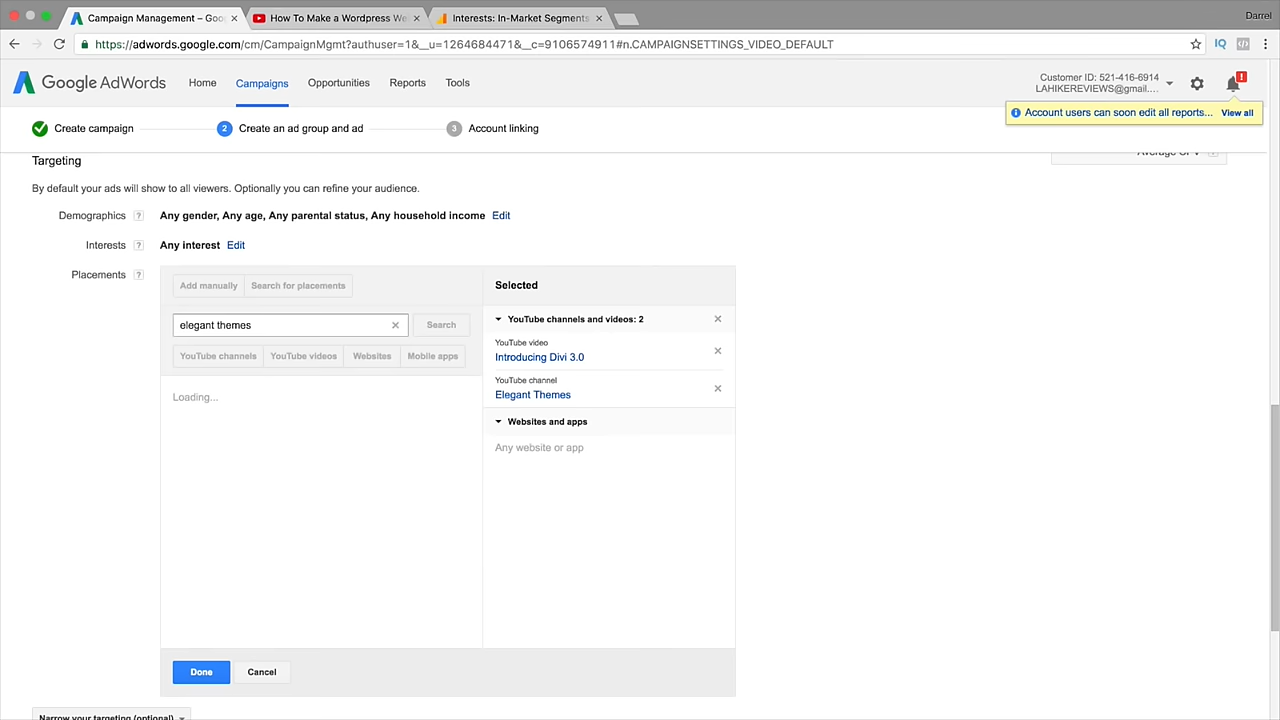 Campaign Management – Goo
How To Make a Wordpress We
Interests: In-Market Segments
Darrel
https://adwords.google.com/cm/CampaignMgmt?authuser=1&__u=1264684471&__c=9106574911#n.CAMPAIGNSETTINGS_VIDEO_DEFAULT
IQ
Google AdWords
Home
Campaigns
Opportunities
Reports
Tools
Customer ID: 521-416-6914
LAHIKEREVIEWS@gmail....
!
Account users can soon edit all reports... View all
Create campaign
2 Create an ad group and ad
3 Account linking
Targeting
By default your ads will show to all viewers. Optionally you can refine your audience.
Demographics ? Any gender, Any age, Any parental status, Any household income Edit
Interests ? Any interest Edit
Placements ?
Add manually
Search for placements
elegant themes
Search
YouTube channels
YouTube videos
Websites
Mobile apps
Loading...
Selected
YouTube channels and videos: 2
YouTube video
Introducing Divi 3.0
YouTube channel
Elegant Themes
Websites and apps
Any website or app
Done
Cancel
Narrow your targeting (optional)